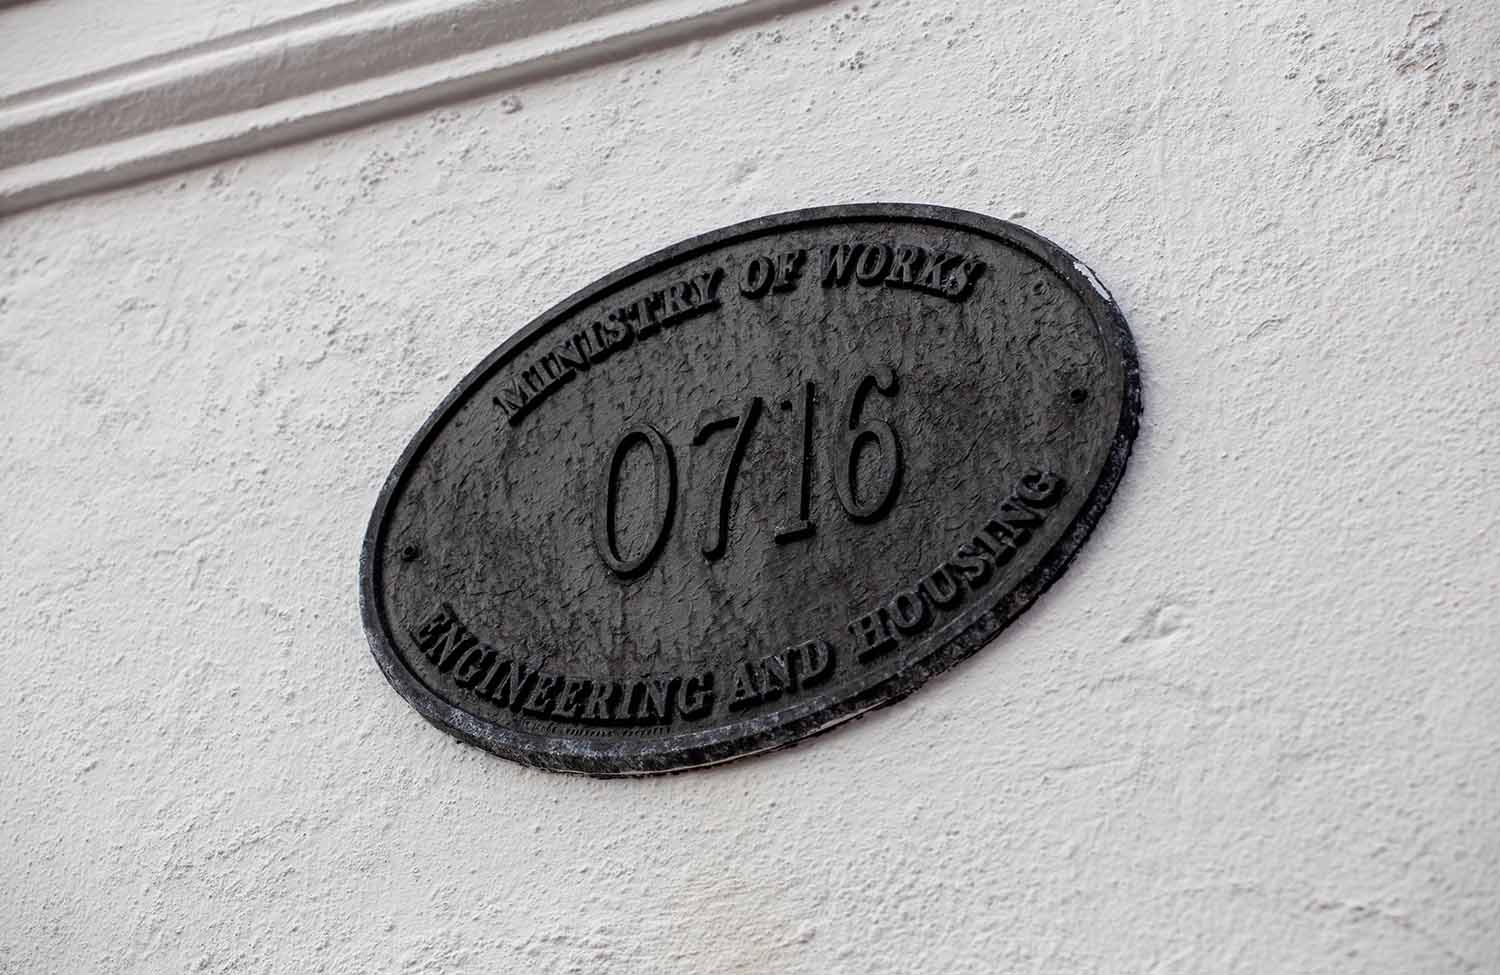 MINISTRY OF WORKS
0716
ENGINEERING AND HOUSING